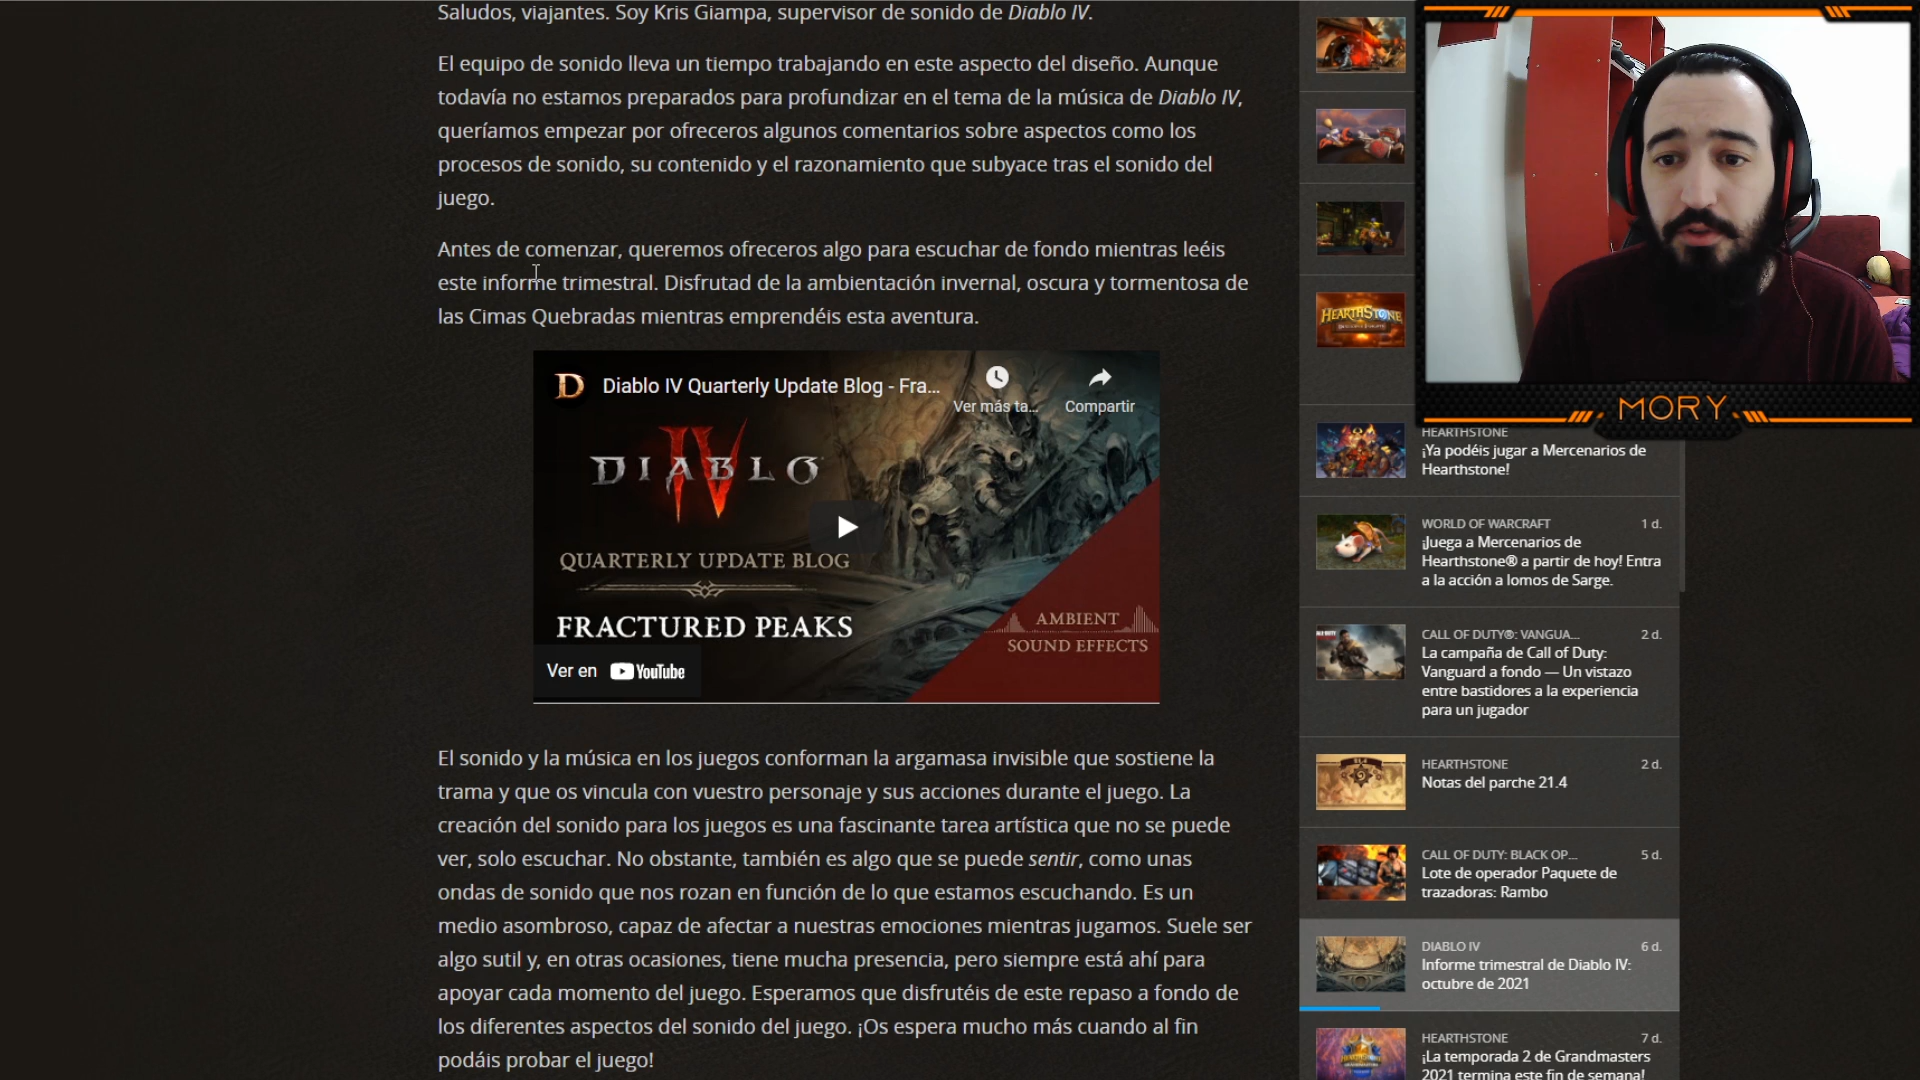 Saludos, viajantes. Soy Kris Giampa, supervisor de sonido de Diablo IV.
El equipo de sonido lleva un tiempo trabajando en este aspecto del diseño. Aunque
todavía no estamos preparados para profundizar en el tema de la música de Diablo IV,
queríamos empezar por ofreceros algunos comentarios sobre aspectos como los
procesos de sonido, su contenido y el razonamiento que subyace tras el sonido del
juego.
Antes de comenzar, queremos ofreceros algo para escuchar de fondo mientras leéis
este informe trimestral. Disfrutad de la ambientación invernal, oscura y tormentosa de
las Cimas Quebradas mientras emprendéis esta aventura.
Diablo IV Quarterly Update Blog - Fra...
Ver más ta...
Compartir
DIABLO
IV
QUARTERLY UPDATE BLOG
FRACTURED PEAKS
AMBIENT
SOUND EFFECTS
Ver en YouTube
El sonido y la música en los juegos conforman la argamasa invisible que sostiene la
trama y que os vincula con vuestro personaje y sus acciones durante el juego. La
creación del sonido para los juegos es una fascinante tarea artística que no se puede
ver, solo escuchar. No obstante, también es algo que se puede sentir, como unas
ondas de sonido que nos rozan en función de lo que estamos escuchando. Es un
medio asombroso, capaz de afectar a nuestras emociones mientras jugamos. Suele ser
algo sutil y, en otras ocasiones, tiene mucha presencia, pero siempre está ahí para
apoyar cada momento del juego. Esperamos que disfrutéis de este repaso a fondo de
los diferentes aspectos del sonido del juego. ¡Os espera mucho más cuando al fin
podáis probar el juego!
MORY
HEARTHSTONE
HEARTHSTONE
¡Ya podéis jugar a Mercenarios de
Hearthstone!
WORLD OF WARCRAFT 1 d.
¡Juega a Mercenarios de
Hearthstone® a partir de hoy! Entra
a la acción a lomos de Sarge.
CALL OF DUTY®: VANGUA... 2 d.
La campaña de Call of Duty:
Vanguard a fondo — Un vistazo
entre bastidores a la experiencia
para un jugador
HEARTHSTONE 2 d.
Notas del parche 21.4
CALL OF DUTY: BLACK OP... 5 d.
Lote de operador Paquete de
trazadoras: Rambo
DIABLO IV 6 d.
Informe trimestral de Diablo IV:
octubre de 2021
HEARTHSTONE 7 d.
¡La temporada 2 de Grandmasters
2021 termina este fin de semana!